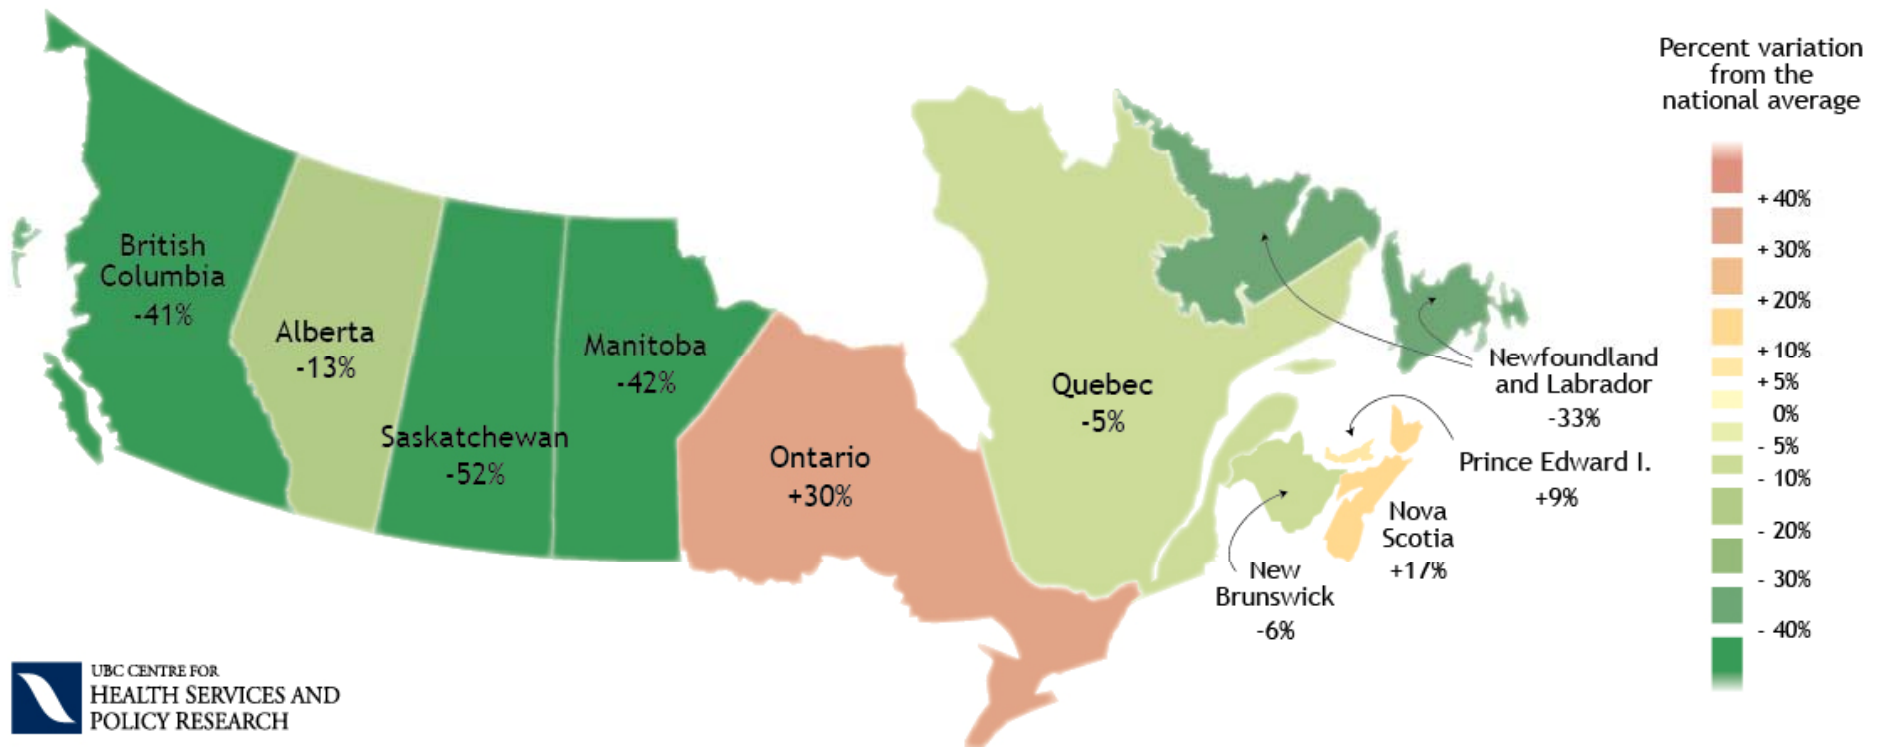 Percent variation
from the
national average
+ 40%
+ 30%
+ 20%
+ 10%
+ 5%
0%
- 5%
- 10%
- 20%
- 30%
- 40%
British
Columbia
-41%
Alberta
-13%
Saskatchewan
-52%
Manitoba
-42%
Ontario
+30%
Quebec
-5%
Newfoundland
and Labrador
-33%
Prince Edward I.
+9%
Nova
Scotia
+17%
New
Brunswick
-6%
UBC CENTRE FOR
HEALTH SERVICES AND
POLICY RESEARCH